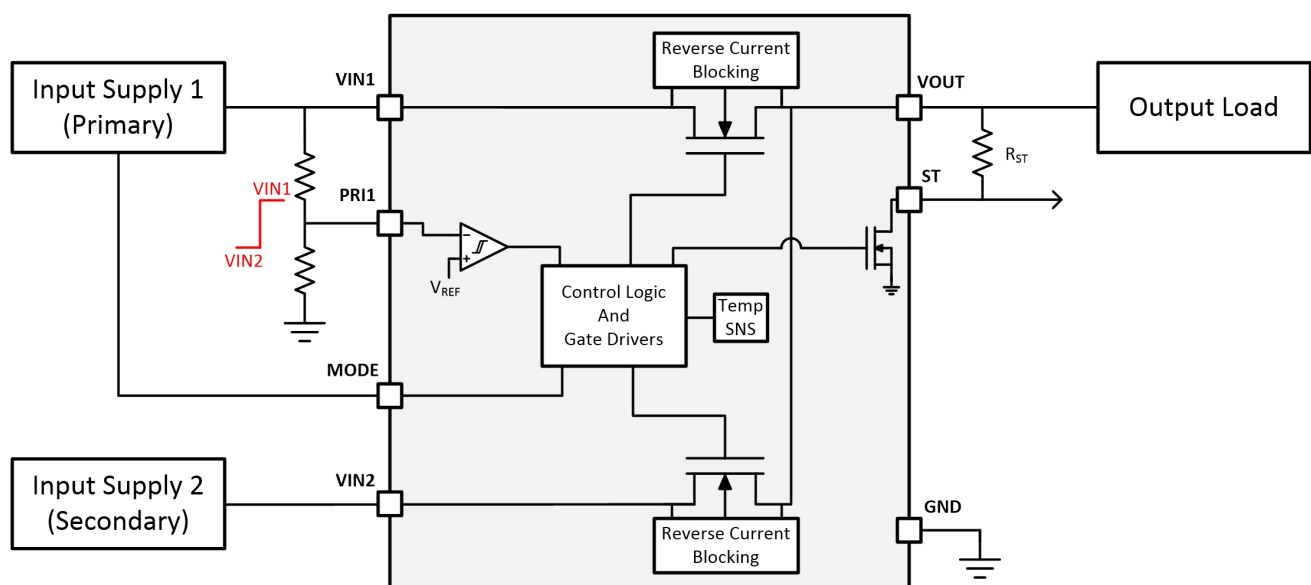 Reverse Current
Blocking
Input Supply 1
(Primary)
VIN1
VOUT
Output Load
RST
ST
VIN1
PRI1
VIN2
−
+
VREF
Control Logic
And
Gate Drivers
Temp
SNS
MODE
Input Supply 2
(Secondary)
VIN2
GND
Reverse Current
Blocking